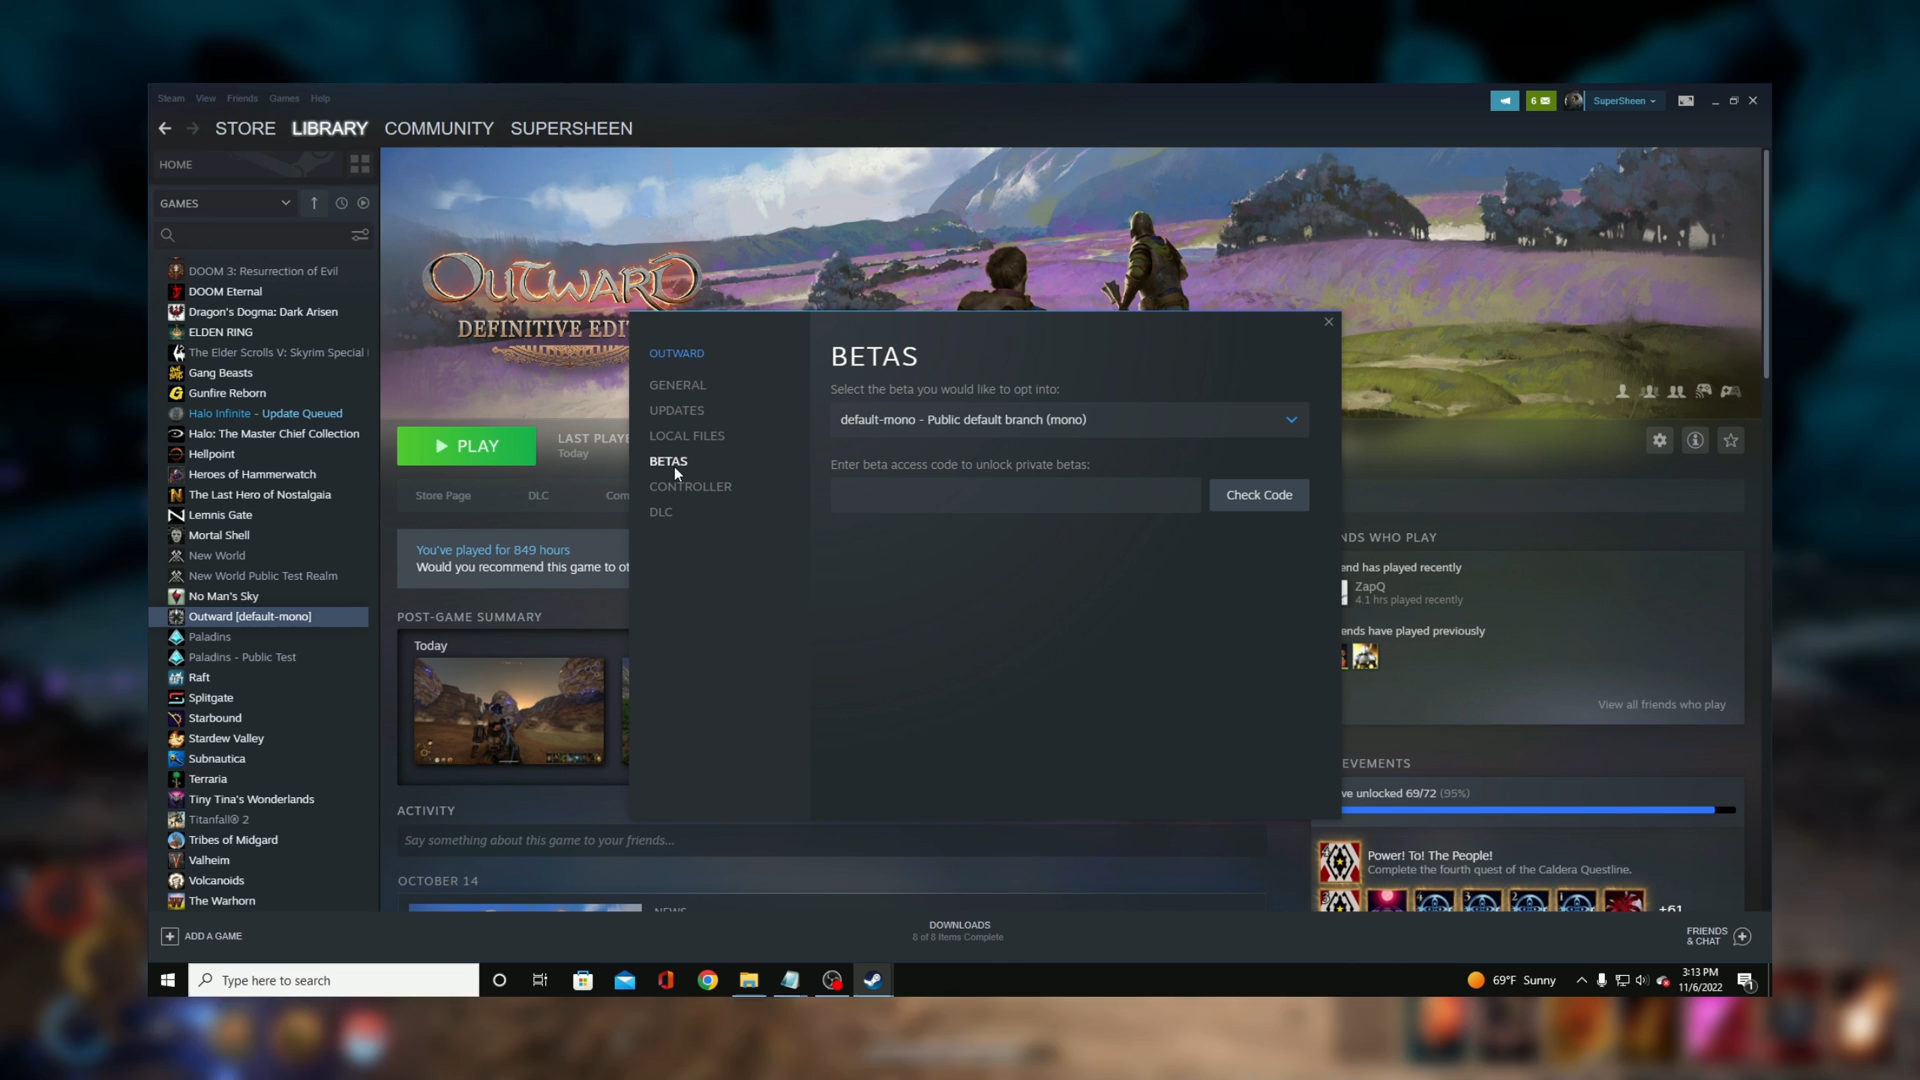 Steam View Friends Games Help
6
SuperSheen
STORE LIBRARY COMMUNITY SUPERSHEEN
HOME
GAMES
DOOM 3: Resurrection of Evil
DOOM Eternal
Dragon's Dogma: Dark Arisen
ELDEN RING
The Elder Scrolls V: Skyrim Special
Gang Beasts
Gunfire Reborn
Halo Infinite - Update Queued
Halo: The Master Chief Collection
Hellpoint
Heroes of Hammerwatch
The Last Hero of Nostalgaia
Lemnis Gate
Mortal Shell
New World
New World Public Test Realm
No Man's Sky
Outward [default-mono]
Paladins
Paladins - Public Test
Raft
Splitgate
Starbound
Stardew Valley
Subnautica
Terraria
Tiny Tina's Wonderlands
Titanfall® 2
Tribes of Midgard
Valheim
Volcanoids
The Warhorn
OUTWARD
DEFINITIVE EDI
PLAY
LAST PLAYE
Today
Store Page DLC Com
You've played for 849 hours
Would you recommend this game to ot
POST-GAME SUMMARY
Today
ACTIVITY
Say something about this game to your friends...
OCTOBER 14
NEWS
OUTWARD
GENERAL
UPDATES
LOCAL FILES
BETAS
CONTROLLER
DLC
BETAS
Select the beta you would like to opt into:
default-mono - Public default branch (mono)
Enter beta access code to unlock private betas:
Check Code
NDS WHO PLAY
end has played recently
ZapQ
4.1 hrs played recently
ends have played previously
View all friends who play
EVEMENTS
ve unlocked 69/72 (95%)
Power! To! The People!
Complete the fourth quest of the Caldera Questline.
+61
ADD A GAME
DOWNLOADS
8 of 8 Items Complete
FRIENDS
& CHAT
Type here to search
69°F Sunny
3:13 PM
11/6/2022
1